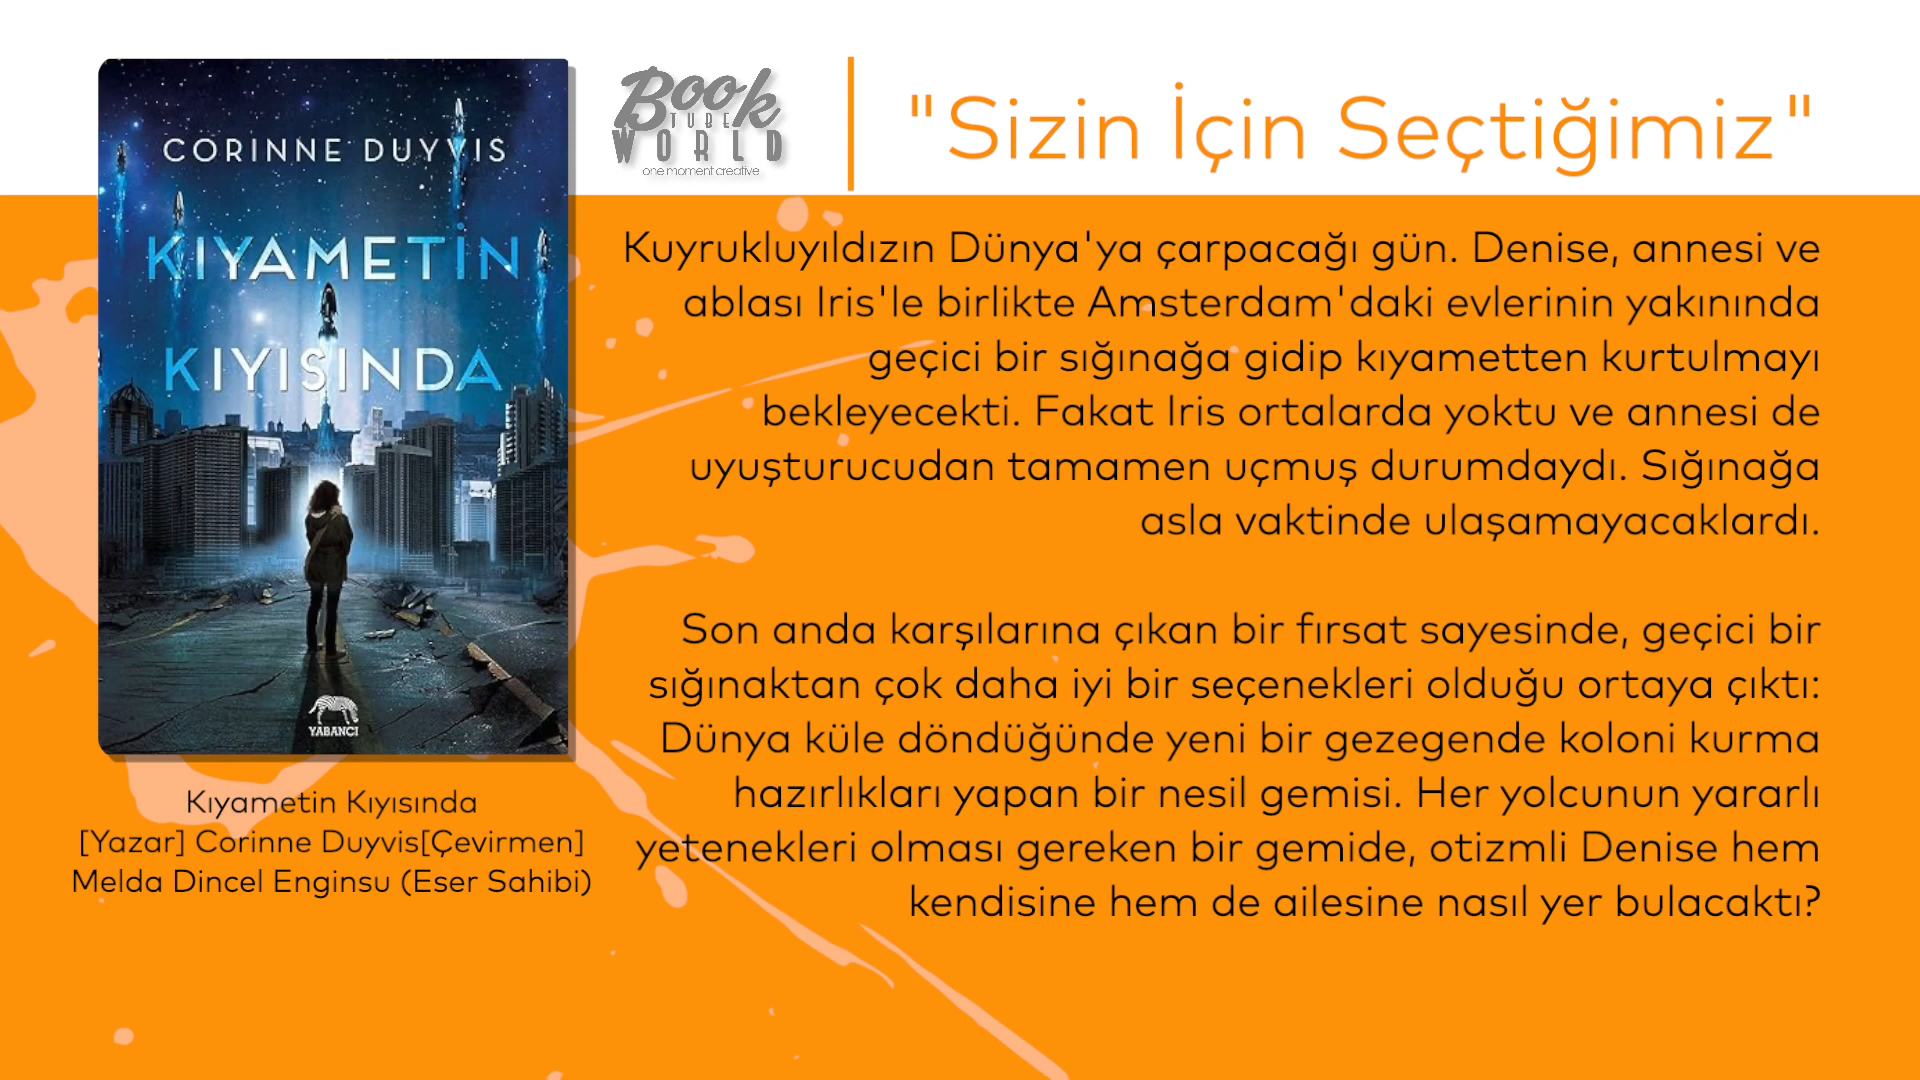 CORINNE DUYVIS
KIYAMETİN
KIYISINDA
YABANCI
Kıyametin Kıyısında
[Yazar] Corinne Duyvis[Çevirmen]
Melda Dincel Enginsu (Eser Sahibi)
Book
TUBE
WORLD
one moment creative
"Sizin İçin Seçtiğimiz"
Kuyrukluyıldızın Dünya'ya çarpacağı gün. Denise, annesi ve
ablası Iris'le birlikte Amsterdam'daki evlerinin yakınında
geçici bir sığınağa gidip kıyametten kurtulmayı
bekleyecekti. Fakat Iris ortalarda yoktu ve annesi de
uyuşturucudan tamamen uçmuş durumdaydı. Sığınağa
asla vaktinde ulaşamayacaklardı.
Son anda karşılarına çıkan bir fırsat sayesinde, geçici bir
sığınaktan çok daha iyi bir seçenekleri olduğu ortaya çıktı:
Dünya küle döndüğünde yeni bir gezegende koloni kurma
hazırlıkları yapan bir nesil gemisi. Her yolcunun yararlı
yetenekleri olması gereken bir gemide, otizmli Denise hem
kendisine hem de ailesine nasıl yer bulacaktı?